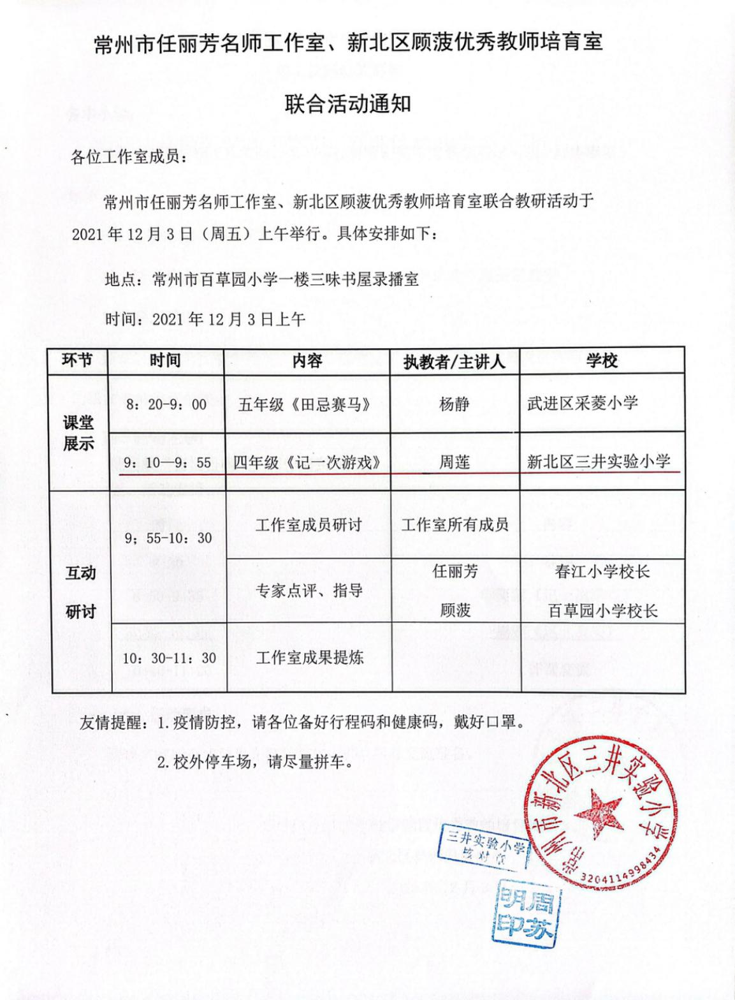 常州市任丽芳名师工作室、新北区顾菠优秀教师培育室
联合活动通知
各位工作室成员：
常州市任丽芳名师工作室、新北区顾菠优秀教师培育室联合教研活动于
2021 年 12 月 3 日（周五）上午举行。具体安排如下：
地点：常州市百草园小学一楼三味书屋录播室
时间：2021 年 12 月 3 日上午
环节 时间 内容 执教者/主讲人 学校
课堂
展示
8：20-9：00 五年级《田忌赛马》 杨静 武进区采菱小学
9：10—9：55 四年级《记一次游戏》 周莲 新北区三井实验小学
互动
研讨
9；55-10：30 工作室成员研讨 工作室所有成员
专家点评、指导
任丽芳 春江小学校长
顾菠 百草园小学校长
10：30-11：30 工作室成果提炼
友情提醒：1.疫情防控，请各位备好行程码和健康码，戴好口罩。
2.校外停车场，请尽量拼车。
常州市新北区三井实验小学
3204114998434
三井实验小学
核对章
周苏
明印